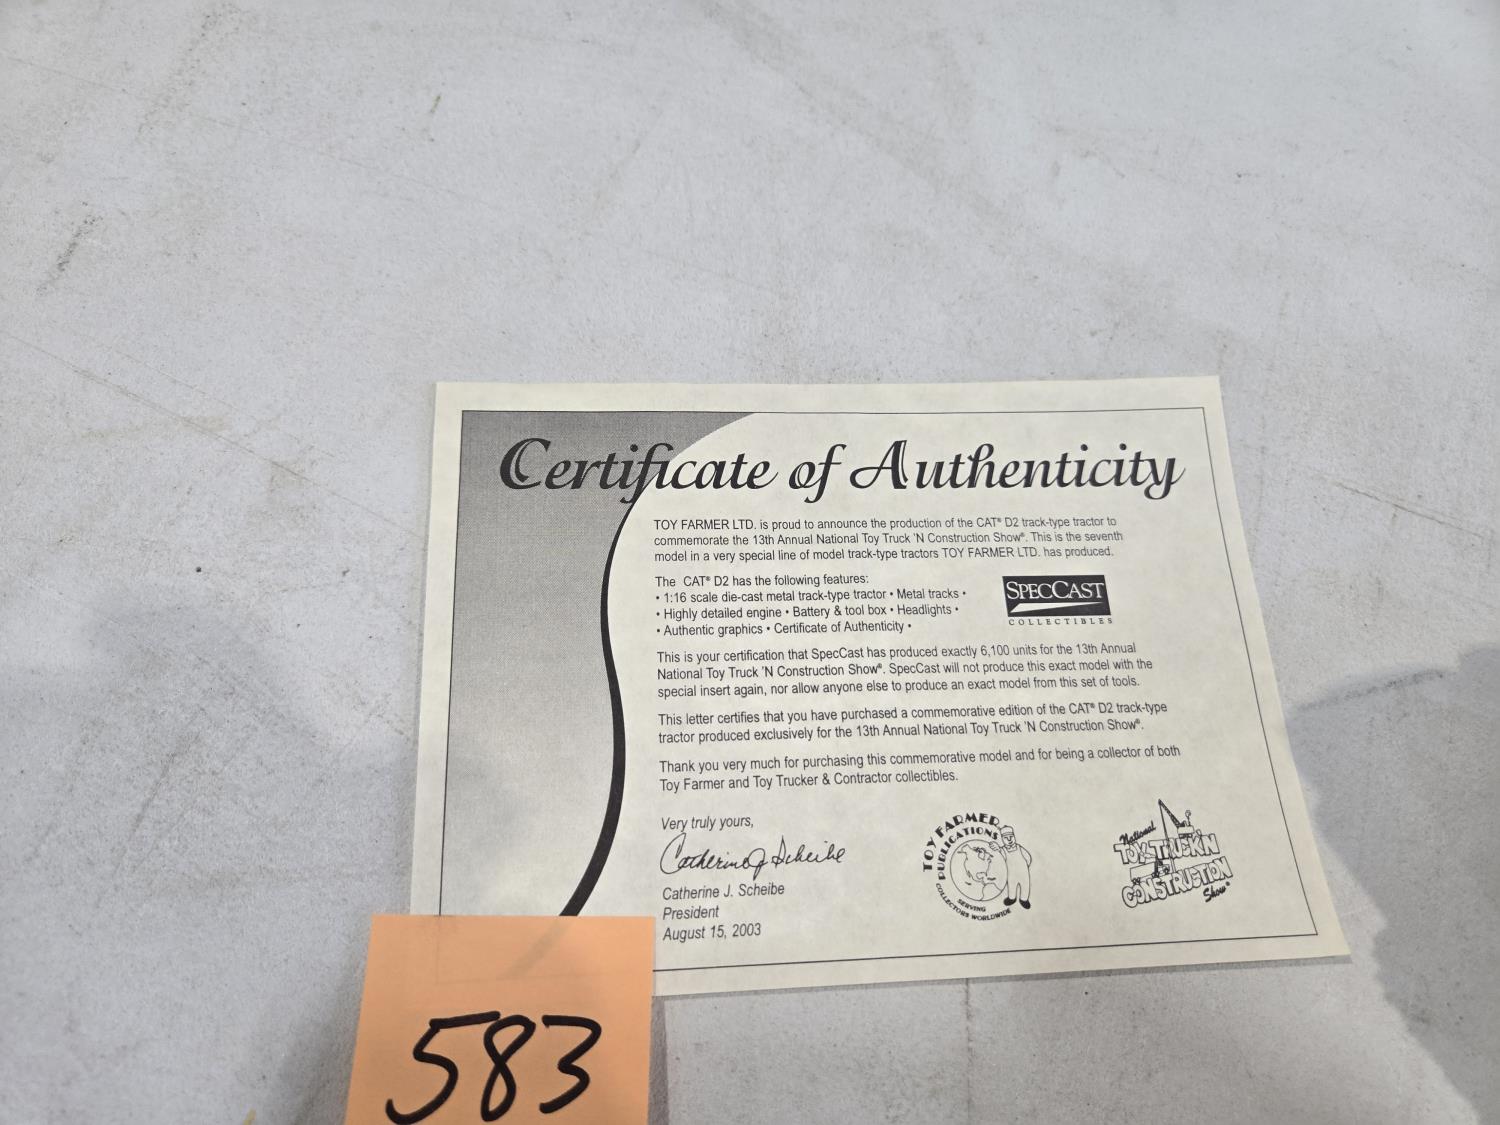 Certificate of Authenticity
TOY FARMER LTD. is proud to announce the production of the CAT® D2 track-type tractor to
commemorate the 13th Annual National Toy Truck 'N Construction Show®. This is the seventh
model in a very special line of model track-type tractors TOY FARMER LTD. has produced.
The CAT® D2 has the following features:
• 1:16 scale die-cast metal track-type tractor • Metal tracks •
• Highly detailed engine • Battery & tool box • Headlights •
• Authentic graphics • Certificate of Authenticity •
SPECCAST
COLLECTIBLES
This is your certification that SpecCast has produced exactly 6,100 units for the 13th Annual
National Toy Truck 'N Construction Show®. SpecCast will not produce this exact model with the
special insert again, nor allow anyone else to produce an exact model from this set of tools.
This letter certifies that you have purchased a commemorative edition of the CAT® D2 track-type
tractor produced exclusively for the 13th Annual National Toy Truck 'N Construction Show®.
Thank you very much for purchasing this commemorative model and for being a collector of both
Toy Farmer and Toy Trucker & Contractor collectibles.
Very truly yours,
Catherine J Scheibe
Catherine J. Scheibe
President
August 15, 2003
TOY FARMER
PUBLICATIONS
SERVING
COLLECTORS WORLDWIDE
National
TOY TRUCK'N
CONSTRUCTION
Show®
583